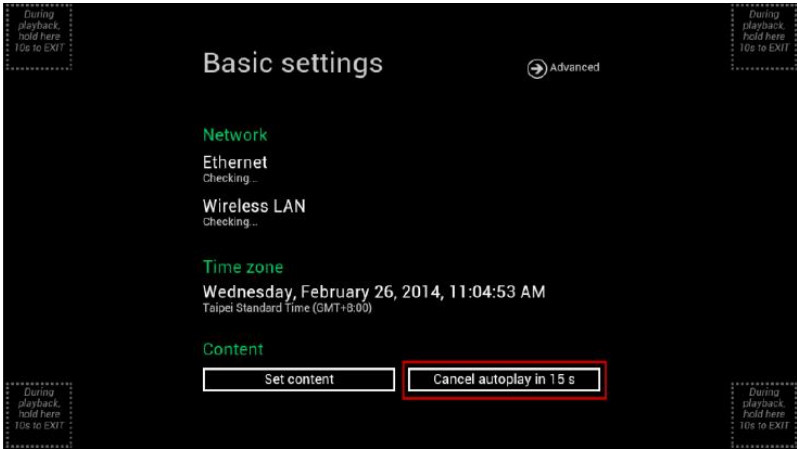 During
playback,
hold here
10s to EXIT
During
playback,
hold here
10s to EXIT
Basic settings
Advanced
Network
Ethernet
Checking...
Wireless LAN
Checking...
Time zone
Wednesday, February 26, 2014, 11:04:53 AM
Taipei Standard Time (GMT+8:00)
Content
Set content
Cancel autoplay in 15 s
During
playback,
hold here
10s to EXIT
During
playback,
hold here
10s to EXIT